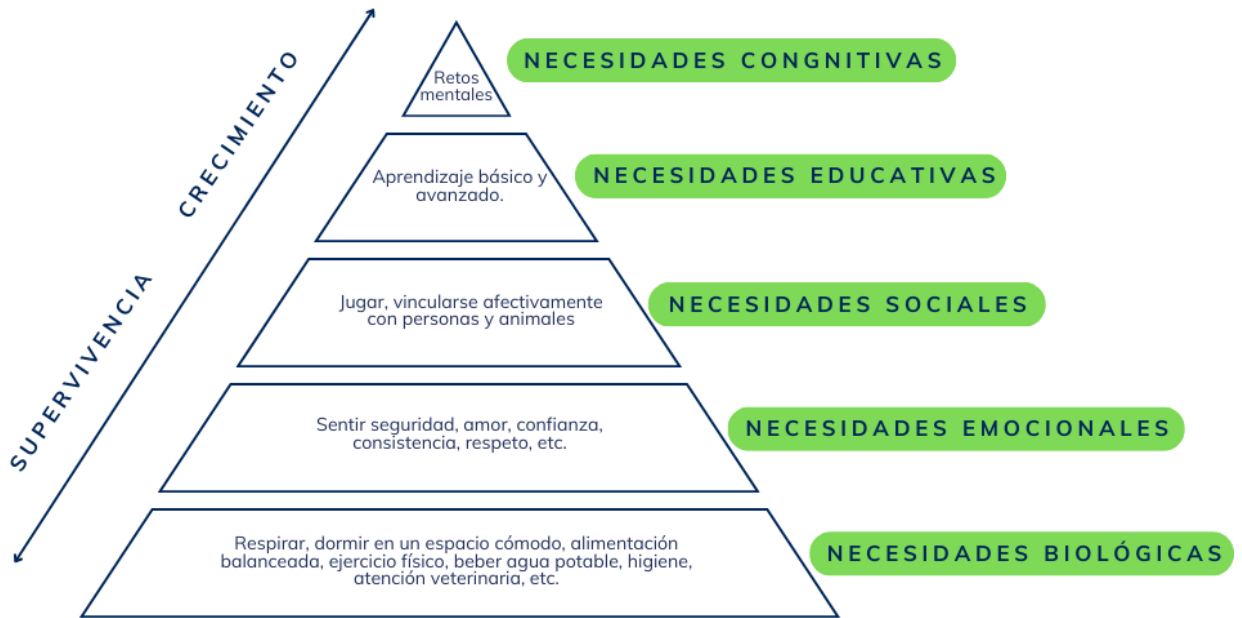 CRECIMIENTO
SUPERVIVENCIA
Retos
mentales
NECESIDADES CONGNITIVAS
Aprendizaje básico y
avanzado.
NECESIDADES EDUCATIVAS
Jugar, vincularse afectivamente
con personas y animales
NECESIDADES SOCIALES
Sentir seguridad, amor, confianza,
consistencia, respeto, etc.
NECESIDADES EMOCIONALES
Respirar, dormir en un espacio cómodo, alimentación
balanceada, ejercicio físico, beber agua potable, higiene,
atención veterinaria, etc.
NECESIDADES BIOLÓGICAS